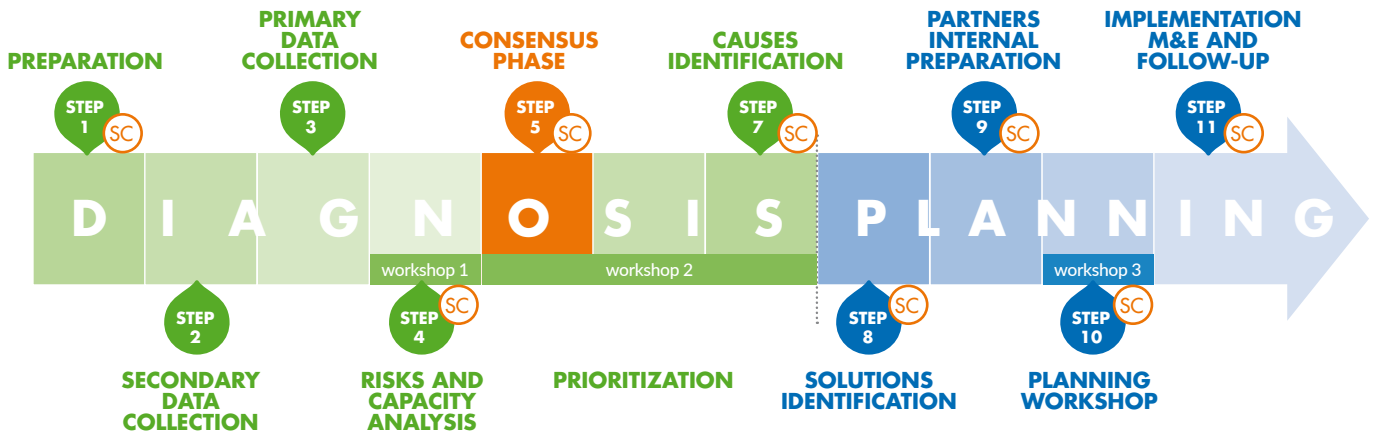 PREPARATION
STEP
1
SC
PRIMARY
DATA
COLLECTION
STEP
3
CONSENSUS
PHASE
STEP
5
SC
CAUSES
IDENTIFICATION
STEP
7
SC
PARTNERS
INTERNAL
PREPARATION
STEP
9
SC
IMPLEMENTATION
M&E AND
FOLLOW-UP
STEP
11
SC
DIAGNOSIS PLANNING
workshop 1
workshop 2
workshop 3
STEP
2
SECONDARY
DATA
COLLECTION
STEP
4
SC
RISKS AND
CAPACITY
ANALYSIS
PRIORITIZATION
STEP
8
SC
SOLUTIONS
IDENTIFICATION
STEP
10
SC
PLANNING
WORKSHOP